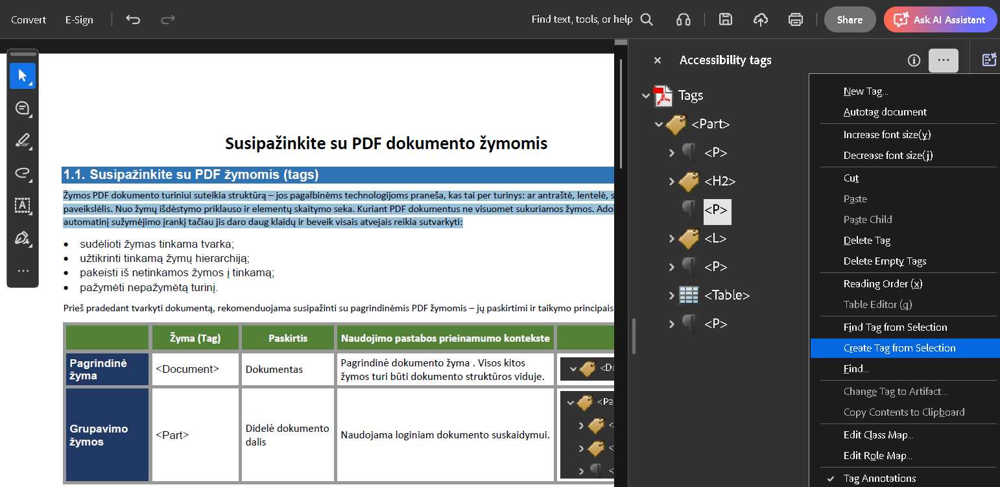 Convert
E-Sign
Find text, tools, or help
Share
Ask AI Assistant
Susipažinkite su PDF dokumento žymomis
1.1. Susipažinkite su PDF žymomis (tags)
Žymos PDF dokumento turiniui suteikia struktūrą – jos pagalbinėms technologijoms praneša, kas tai per turinys: ar antraštė, lentelė, s
paveikslėlis. Nuo žymų išdėstymo priklauso ir elementų skaitymo seka. Kuriant PDF dokumentus ne visuomet sukuriamos žymos. Ado
automatinį sužymėjimo įrankį tačiau jis daro daug klaidų ir beveik visais atvejais reikia sutvarkyti:
• sudėlioti žymas tinkama tvarka;
• užtikrinti tinkamą žymų hierarchiją;
• pakeisti iš netinkamos žymos į tinkamą;
• pažymėti nepažymėtą turinį.
Prieš pradedant tvarkyti dokumentą, rekomenduojama susipažinti su pagrindinėmis PDF žymomis – jų paskirtimi ir taikymo principais
Žyma (Tag)
Paskirtis
Naudojimo pastabos prieinamumo kontekste
Pagrindinė
žyma
<Document>
Dokumentas
Pagrindinė dokumento žyma . Visos kitos
žymos turi būti dokumento struktūros viduje.
<Do
Grupavimo
žymos
<Part>
Didelė dokumento
dalis
Naudojama loginiam dokumento suskaidymui.
<Pa
<
<
<
Accessibility tags
Tags
<Part>
<P>
<H2>
<P>
<L>
<P>
<Table>
<P>
New Tag...
Autotag document
Increase font size(y)
Decrease font size(j)
Cut
Paste
Paste Child
Delete Tag
Delete Empty Tags
Reading Order (x)
Table Editor (q)
Find Tag from Selection
Create Tag from Selection
Find...
Change Tag to Artifact...
Copy Contents to Clipboard
Edit Class Map...
Edit Role Map...
Tag Annotations